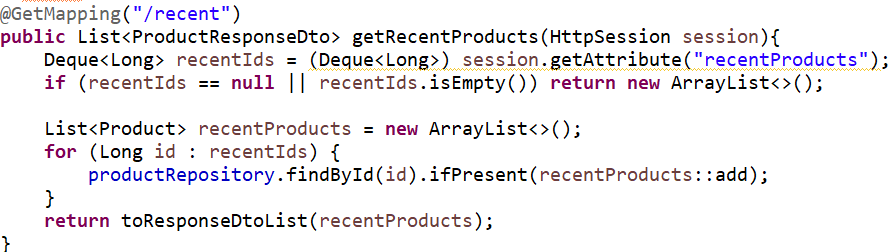 @GetMapping("/recent")
public List<ProductResponseDto> getRecentProducts(HttpSession session){
    Deque<Long> recentIds = (Deque<Long>) session.getAttribute("recentProducts");
    if (recentIds == null || recentIds.isEmpty()) return new ArrayList<>();

    List<Product> recentProducts = new ArrayList<>();
    for (Long id : recentIds) {
        productRepository.findById(id).ifPresent(recentProducts::add);
    }
    return toResponseDtoList(recentProducts);
}